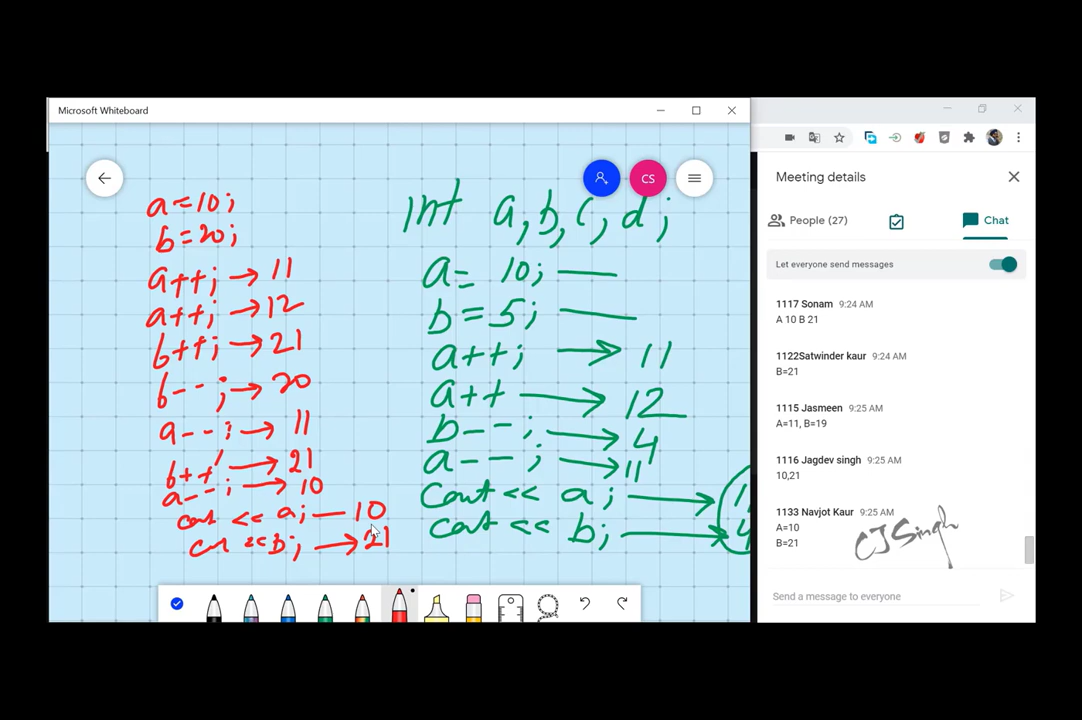 Microsoft Whiteboard
CS
a=10;
b=20;
a++; → 11
a++; → 12
b++; → 21
b--; → 20
a--; → 11
b++; → 21
a--; → 10
cout << a; — 10
cout << b; → 21
int a, b, c, d;
a = 10; —
b = 5; —
a++; → 11
a++ → 12
b--; → 4
a--; → 11
cout << a; →
cout << b; → 4
Meeting details
People (27)
Chat
Let everyone send messages
1117 Sonam 9:24 AM
A 10 B 21
1122Satwinder kaur 9:24 AM
B=21
1115 Jasmeen 9:25 AM
A=11, B=19
1116 Jagdev singh 9:25 AM
10,21
1133 Navjot Kaur 9:25 AM
A=10
B=21
CJSingh
Send a message to everyone